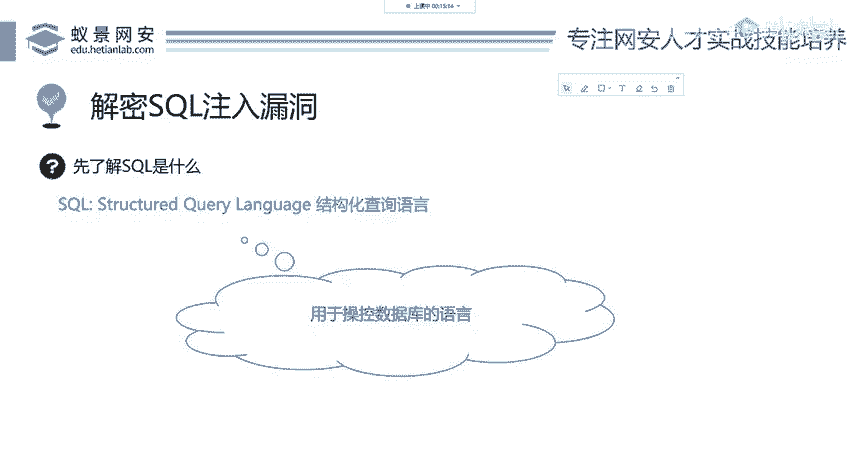 上课中 00:15:04
蚁景网安
edu.hetianlab.com
专注网安人才实战技能培养
解密SQL注入漏洞
? 先了解SQL是什么
SQL: Structured Query Language 结构化查询语言
用于操控数据库的语言